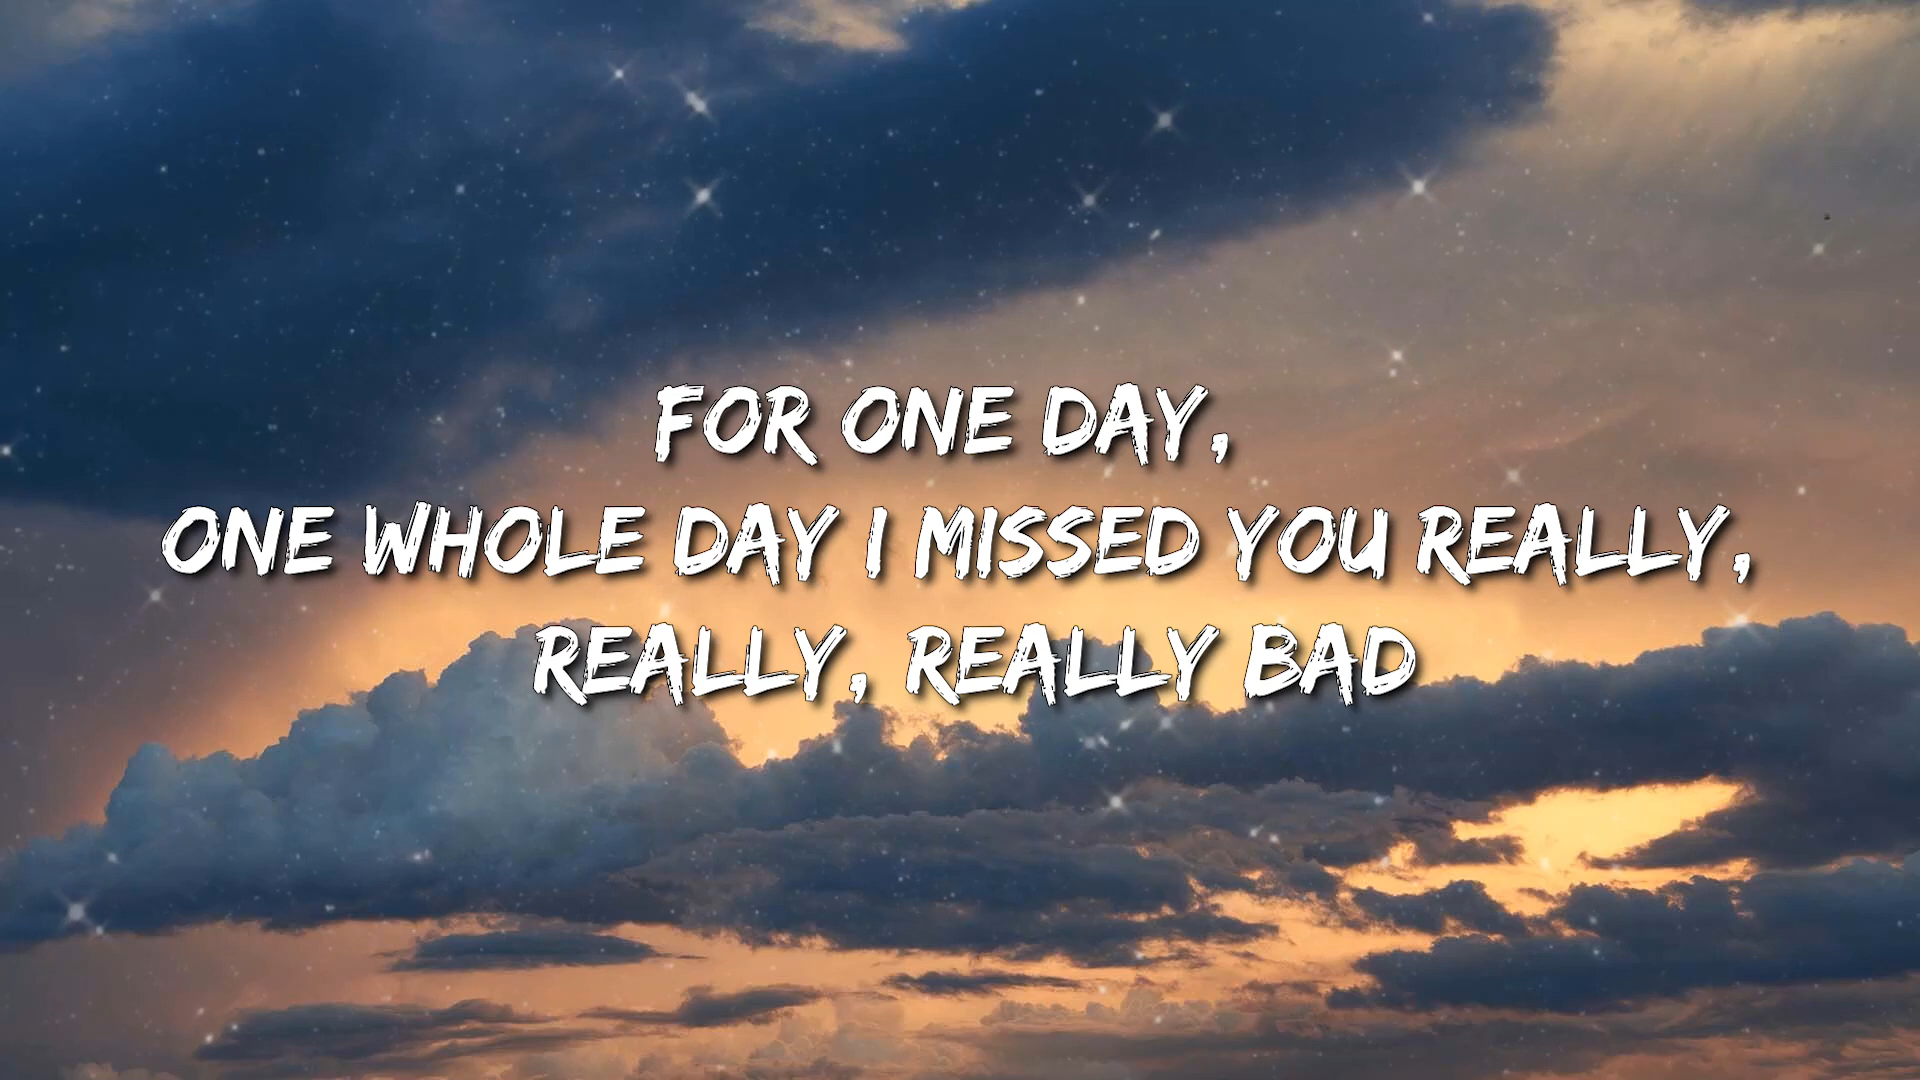 FOR ONE DAY,
ONE WHOLE DAY I MISSED YOU REALLY,
REALLY, REALLY BAD